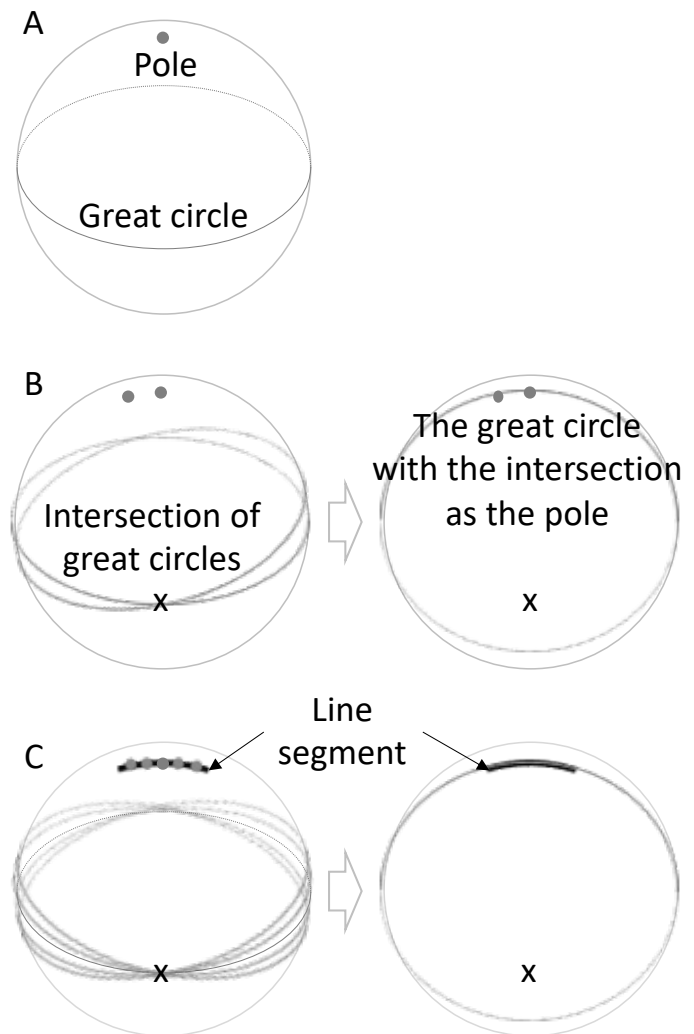 A
Pole
Great circle
B
Intersection of
great circles
x
The great circle
with the intersection
as the pole
x
C
Line
segment
x
x